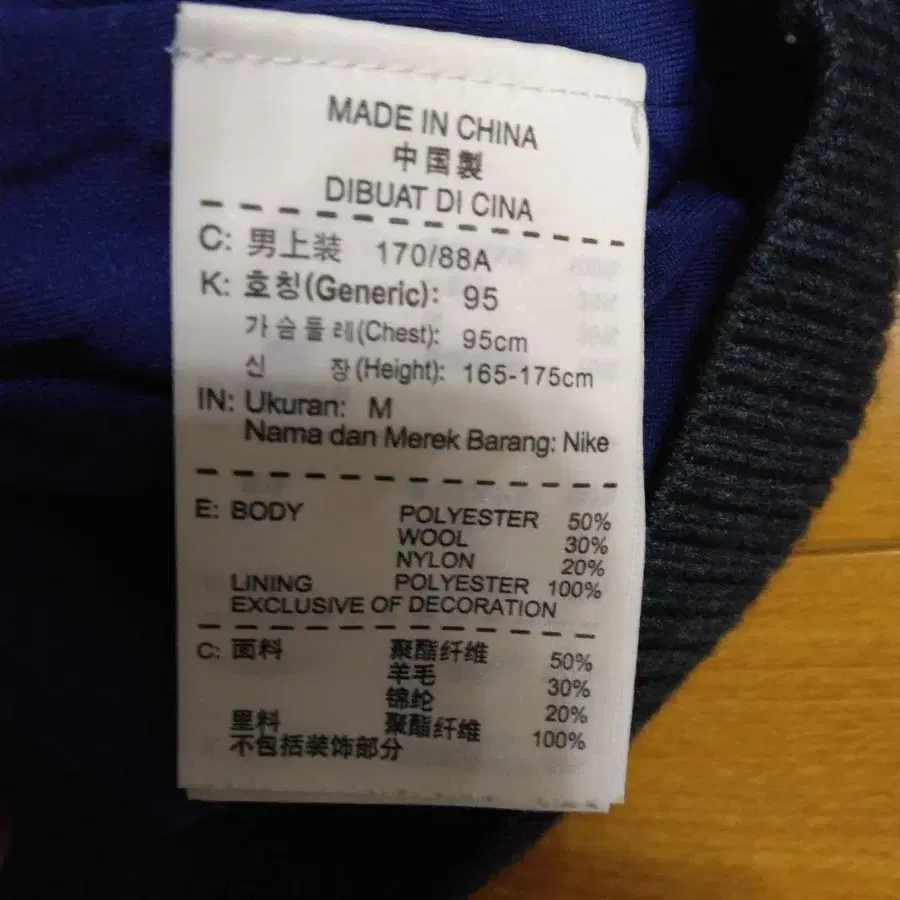 MADE IN CHINA
中国製
DIBUAT DI CINA
C: 男上装 170/88A
K: 호칭(Generic): 95
가슴둘레(Chest): 95cm
신 장(Height): 165-175cm
IN: Ukuran: M
Nama dan Merek Barang: Nike
E: BODY POLYESTER 50%
WOOL 30%
NYLON 20%
LINING POLYESTER 100%
EXCLUSIVE OF DECORATION
C: 面料 聚酯纤维 50%
羊毛 30%
锦纶 20%
里料 聚酯纤维 100%
不包括装饰部分